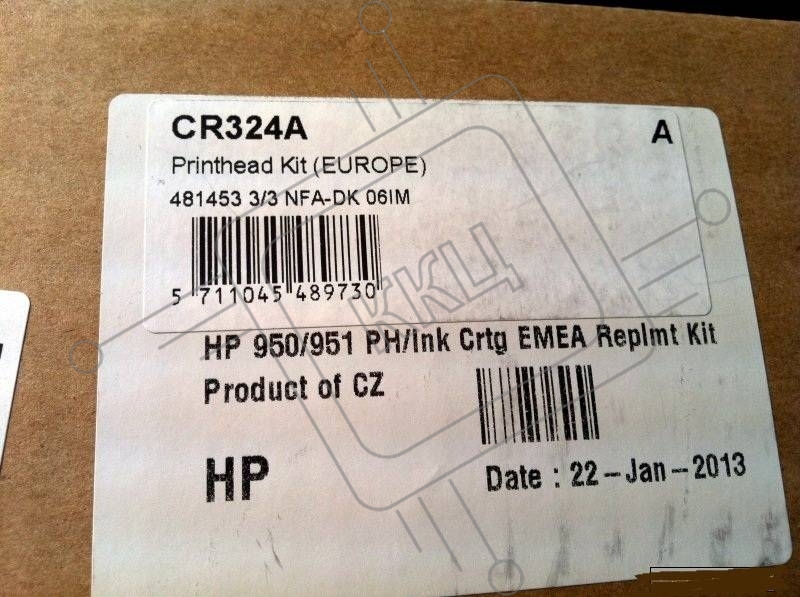 CR324A
A
Printhead Kit (EUROPE)
481453 3/3 NFA-DK 06IM
5 711045 489730
ККЦ
HP 950/951 PH/Ink Crtg EMEA Replmt Kit
Product of CZ
HP
Date : 22-Jan-2013